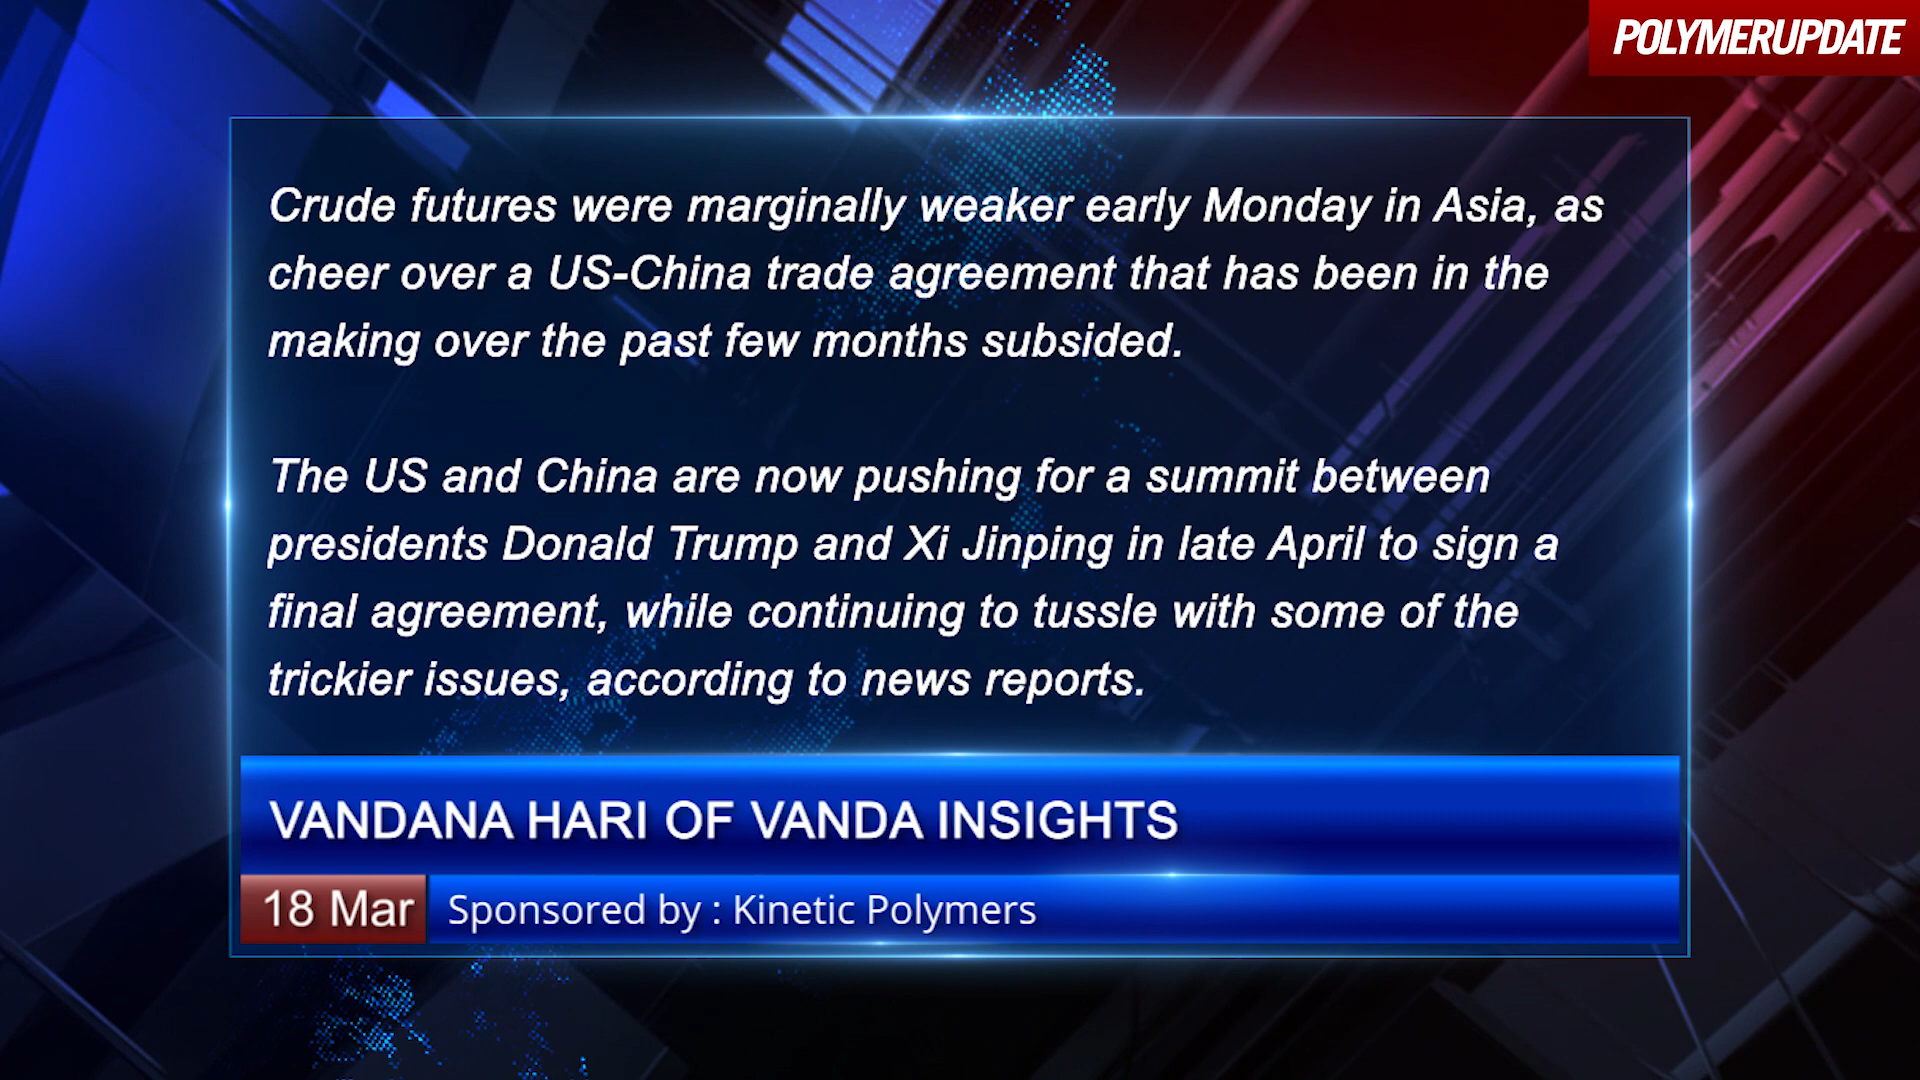 POLYMERUPDATE
Crude futures were marginally weaker early Monday in Asia, as
cheer over a US-China trade agreement that has been in the
making over the past few months subsided.
The US and China are now pushing for a summit between
presidents Donald Trump and Xi Jinping in late April to sign a
final agreement, while continuing to tussle with some of the
trickier issues, according to news reports.
VANDANA HARI OF VANDA INSIGHTS
18 Mar
Sponsored by : Kinetic Polymers